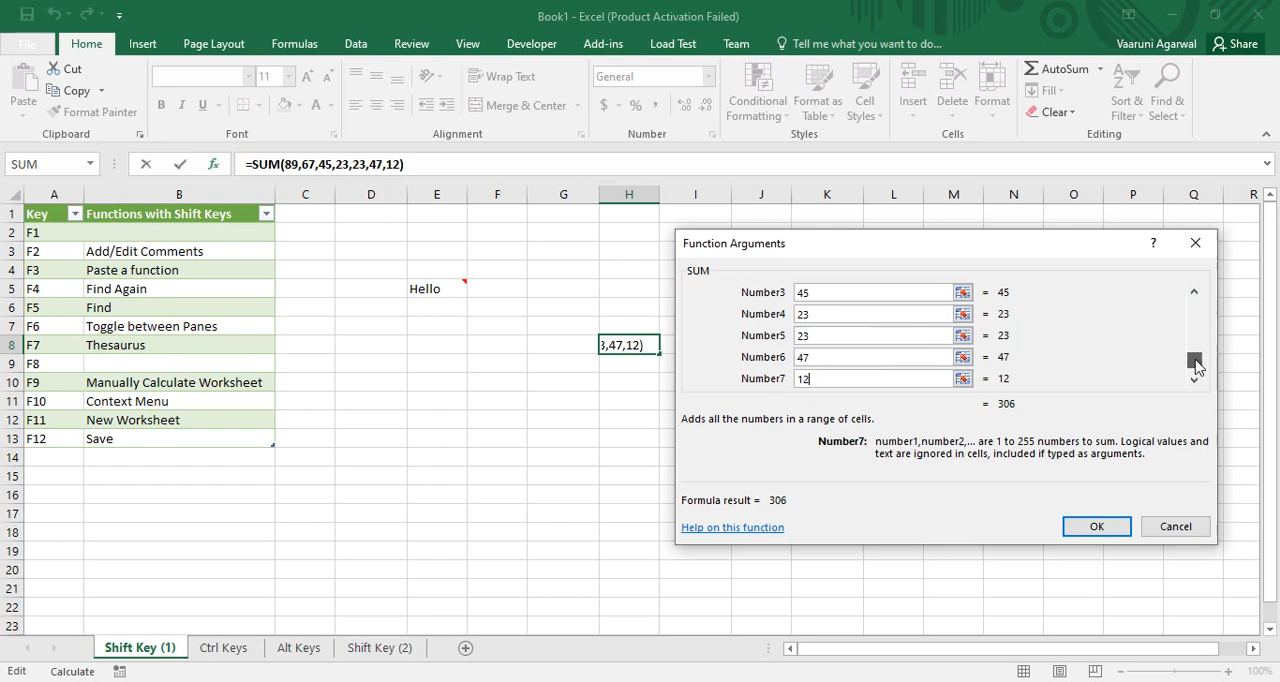 Book1 - Excel (Product Activation Failed)
File Home Insert Page Layout Formulas Data Review View Developer Add-ins Load Test Team Tell me what you want to do... Vaaruni Agarwal Share
Paste Cut Copy Format Painter
11 Wrap Text General
B I U A Merge & Center $ % ,
Conditional Formatting Format as Table Cell Styles Insert Delete Format
AutoSum Fill Clear Sort & Filter Find & Select
Clipboard Font Alignment Number Styles Cells Editing
SUM fx =SUM(89,67,45,23,23,47,12)
A B C D E F G H I J K L M N O P Q R
1 Key Functions with Shift Keys
2 F1
3 F2 Add/Edit Comments
4 F3 Paste a function
5 F4 Find Again Hello
6 F5 Find
7 F6 Toggle between Panes
8 F7 Thesaurus 3,47,12)
9 F8
10 F9 Manually Calculate Worksheet
11 F10 Context Menu
12 F11 New Worksheet
13 F12 Save
14
15
16
17
18
19
20
21
22
23
Function Arguments ?
SUM
Number3 45 = 45
Number4 23 = 23
Number5 23 = 23
Number6 47 = 47
Number7 12 = 12
= 306
Adds all the numbers in a range of cells.
Number7: number1,number2,... are 1 to 255 numbers to sum. Logical values and
text are ignored in cells, included if typed as arguments.
Formula result = 306
Help on this function OK Cancel
Shift Key (1) Ctrl Keys Alt Keys Shift Key (2)
Edit Calculate 100%